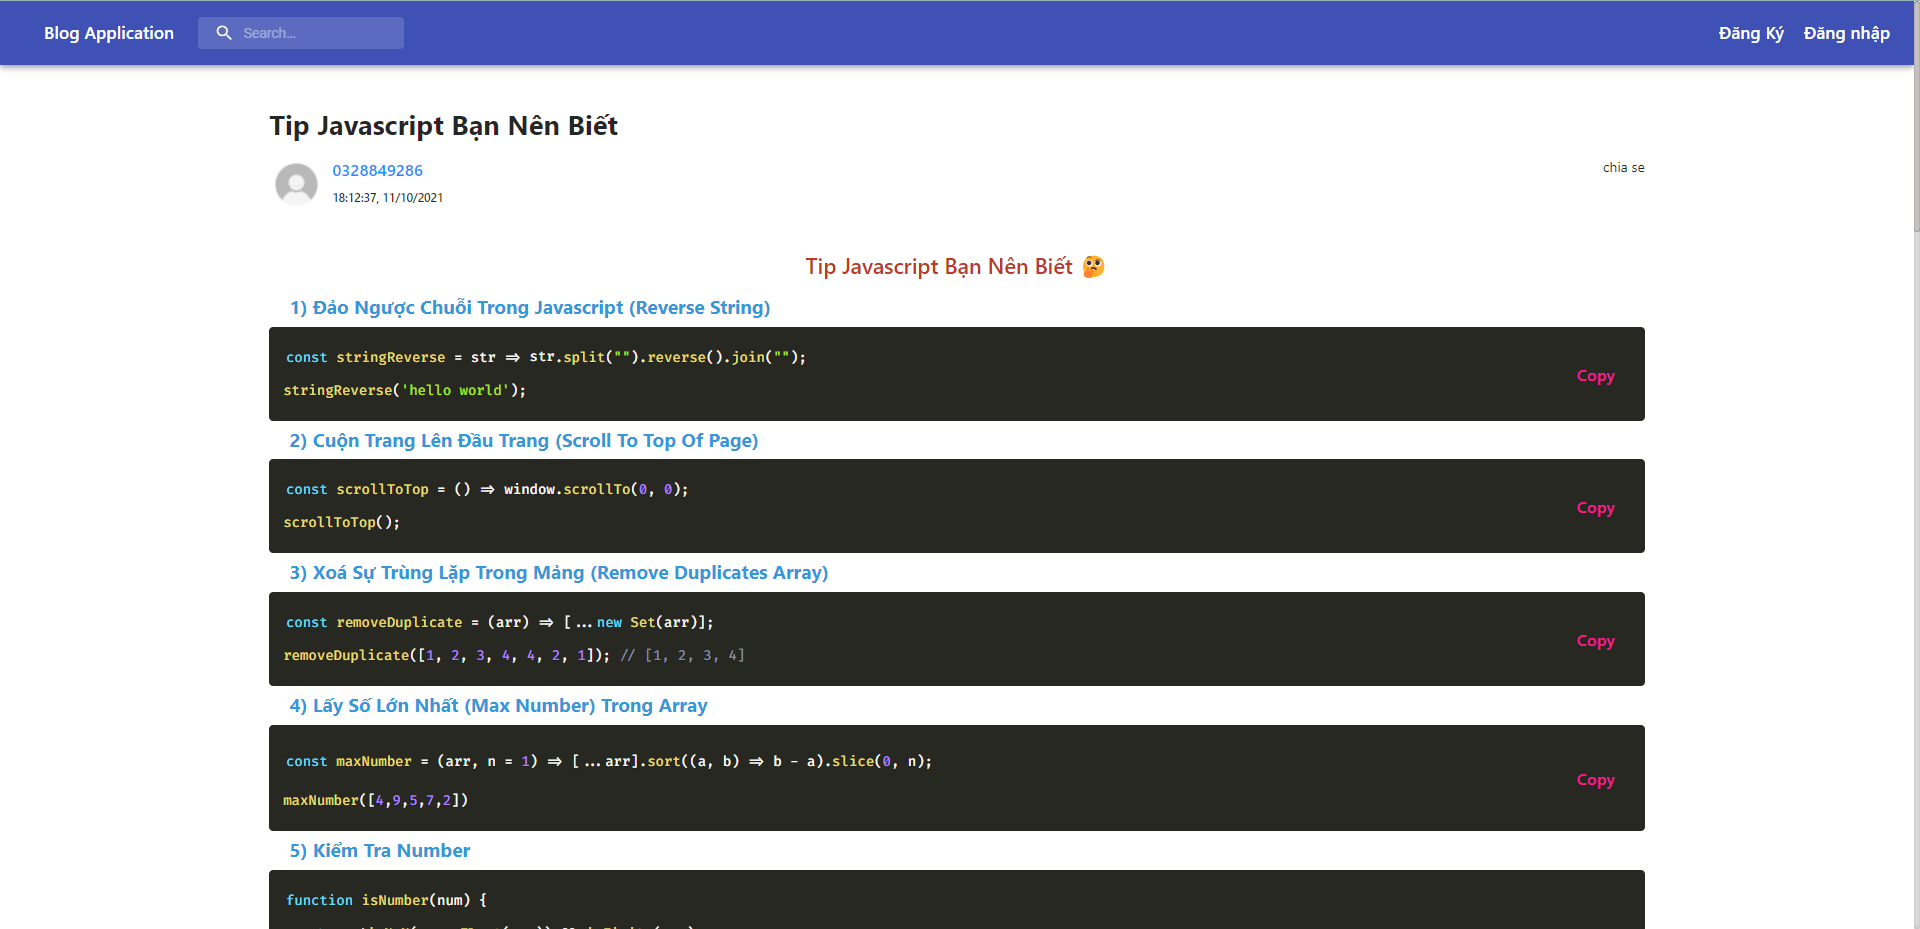 Blog Application
Search...
Đăng Ký
Đăng nhập
Tip Javascript Bạn Nên Biết
0328849286
18:12:37, 11/10/2021
chia se
Tip Javascript Bạn Nên Biết 🤔
1) Đảo Ngược Chuỗi Trong Javascript (Reverse String)
const stringReverse = str => str.split("").reverse().join("");
stringReverse('hello world');
Copy
2) Cuộn Trang Lên Đầu Trang (Scroll To Top Of Page)
const scrollToTop = () => window.scrollTo(0, 0);
scrollToTop();
Copy
3) Xoá Sự Trùng Lặp Trong Mảng (Remove Duplicates Array)
const removeDuplicate = (arr) => [...new Set(arr)];
removeDuplicate([1, 2, 3, 4, 4, 2, 1]); // [1, 2, 3, 4]
Copy
4) Lấy Số Lớn Nhất (Max Number) Trong Array
const maxNumber = (arr, n = 1) => [...arr].sort((a, b) => b - a).slice(0, n);
maxNumber([4,9,5,7,2])
Copy
5) Kiểm Tra Number
function isNumber(num) {